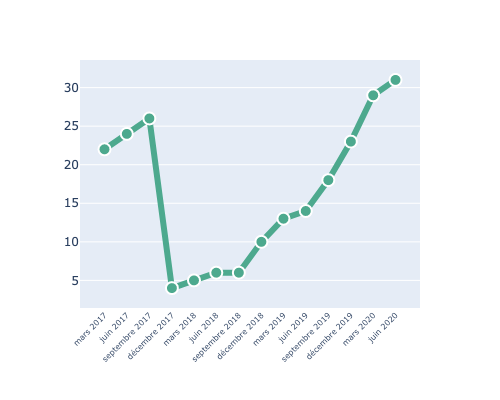 30
25
20
15
10
5
mars 2017
juin 2017
septembre 2017
décembre 2017
mars 2018
juin 2018
septembre 2018
décembre 2018
mars 2019
juin 2019
septembre 2019
décembre 2019
mars 2020
juin 2020